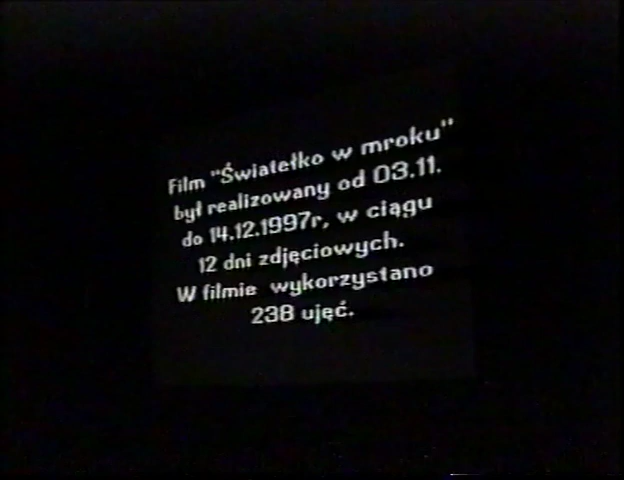 Film "Światełko w mroku"
był realizowany od 03.11.
do 14.12.1997r, w ciągu
12 dni zdjęciowych.
W filmie wykorzystano
238 ujęć.